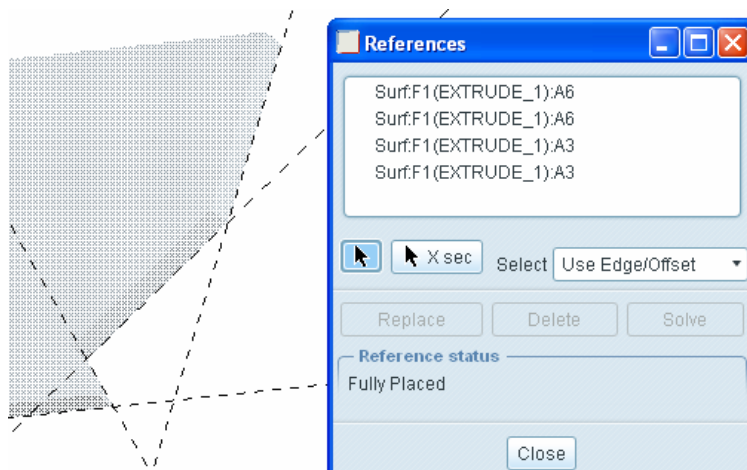 References
Surf:F1(EXTRUDE_1):A6
Surf:F1(EXTRUDE_1):A6
Surf:F1(EXTRUDE_1):A3
Surf:F1(EXTRUDE_1):A3
X sec Select Use Edge/Offset
Replace Delete Solve
Reference status
Fully Placed
Close